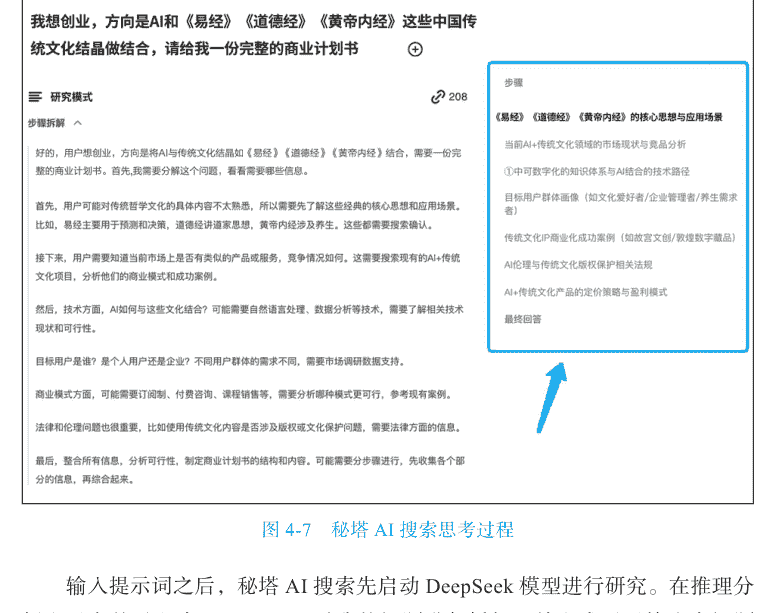 我想创业，方向是AI和《易经》《道德经》《黄帝内经》这些中国传
统文化结晶做结合，请给我一份完整的商业计划书
研究模式
208
步骤拆解
好的，用户想创业，方向是将AI与传统文化结晶如《易经》《道德经》《黄帝内经》结合，需要一份完
整的商业计划书。首先,我需要分解这个问题，看看需要哪些信息。
首先，用户可能对传统哲学文化的具体内容不太熟悉，所以需要先了解这些经典的核心思想和应用场景。
比如，易经主要用于预测和决策，道德经讲道家思想，黄帝内经涉及养生。这些都需要搜索确认。
接下来，用户需要知道当前市场上是否有类似的产品或服务，竞争情况如何。这需要搜索现有的AI+传统
文化项目，分析他们的商业模式和成功案例。
然后，技术方面，AI如何与这些文化结合？可能需要自然语言处理、数据分析等技术，需要了解相关技术
现状和可行性。
目标用户是谁？是个人用户还是企业？不同用户群体的需求不同，需要市场调研数据支持。
商业模式方面，可能需要订阅制、付费咨询、课程销售等，需要分析哪种模式更可行，参考现有案例。
法律和伦理问题也很重要，比如使用传统文化内容是否涉及版权或文化保护问题，需要法律方面的信息。
最后，整合所有信息，分析可行性，制定商业计划书的结构和内容。可能需要分步骤进行，先收集各个部
分的信息，再综合起来。
步骤
《易经》《道德经》《黄帝内经》的核心思想与应用场景
当前AI+传统文化领域的市场现状与竞品分析
①中可数字化的知识体系与AI结合的技术路径
目标用户群体画像（如文化爱好者/企业管理者/养生需求
者）
传统文化IP商业化成功案例（如故宫文创/敦煌数字藏品）
AI伦理与传统文化版权保护相关法规
AI+传统文化产品的定价策略与盈利模式
最终回答
图 4-7 秘塔 AI 搜索思考过程
输入提示词之后，秘塔 AI 搜索先启动 DeepSeek 模型进行研究。在推理分